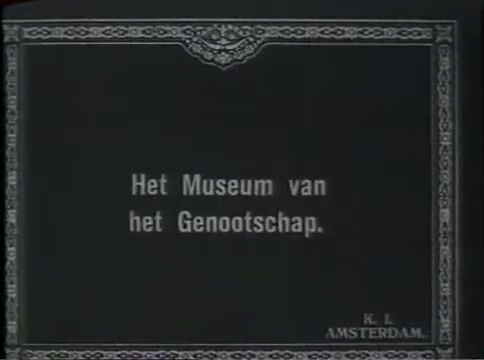 Het Museum van
het Genootschap.
K. I.
AMSTERDAM.